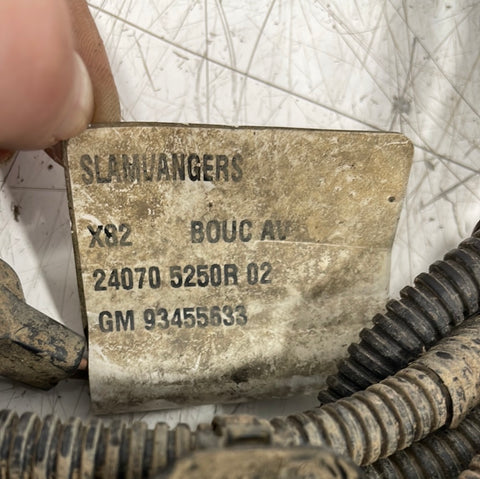 SLAMVANGERS
X82 BOUC AV
24070 5250R 02
GM 93455633